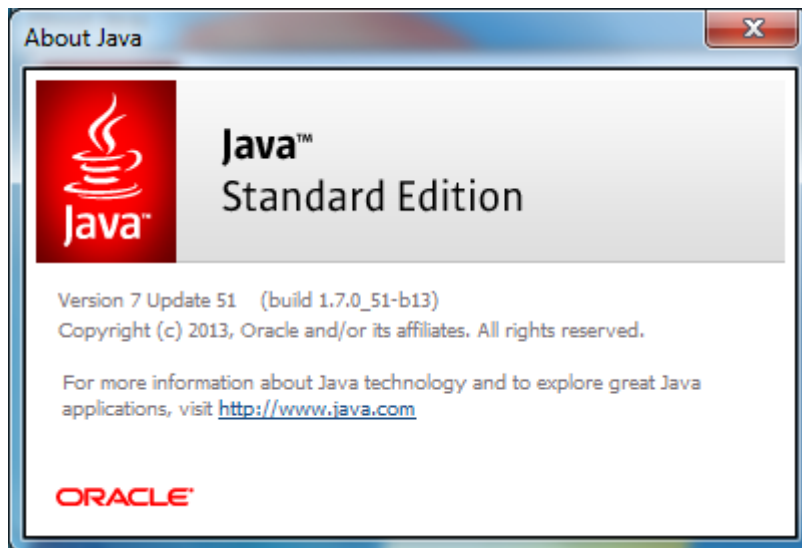 About Java
Java™
Java™
Standard Edition
Version 7 Update 51 (build 1.7.0_51-b13)
Copyright (c) 2013, Oracle and/or its affiliates. All rights reserved.
For more information about Java technology and to explore great Java
applications, visit http://www.java.com
ORACLE